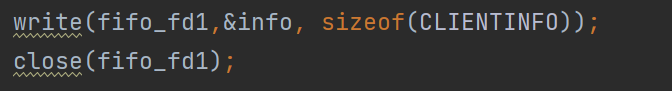 write(fifo_fd1,&info, sizeof(CLIENTINFO));
close(fifo_fd1);